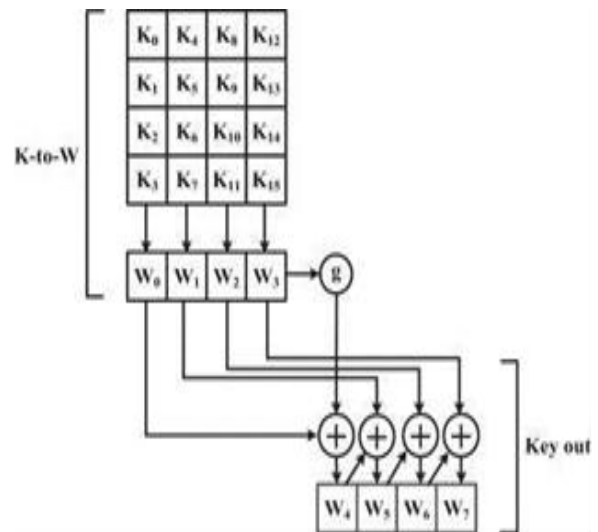 K₀ K₄ K₈ K₁₂
K₁ K₅ K₉ K₁₃
K₂ K₆ K₁₀ K₁₄
K-to-W
K₃ K₇ K₁₁ K₁₅
W₀ W₁ W₂ W₃ g
+ + + +
Key out
W₄ W₅ W₆ W₇